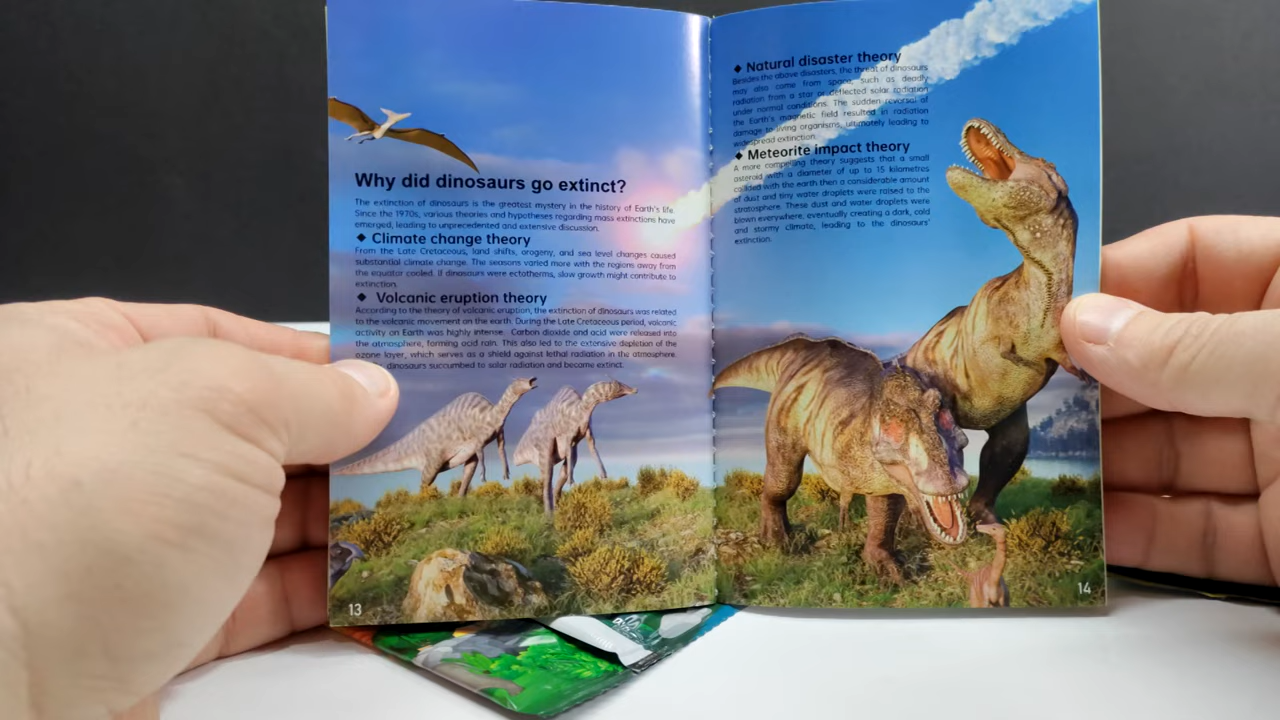 Why did dinosaurs go extinct?
The extinction of dinosaurs is the greatest mystery in the history of Earth's life.
Since the 1970s, various theories and hypotheses regarding mass extinctions have
emerged, leading to unprecedented and extensive discussion.
◆ Climate change theory
From the Late Cretaceous, land shifts, orogeny, and sea level changes caused
substantial climate change. The seasons varied more with the regions away from
the equator cooled. If dinosaurs were ectotherms, slow growth might contribute to
extinction.
◆ Volcanic eruption theory
According to the theory of volcanic eruption, the extinction of dinosaurs was related
to the volcanic movement on the earth. During the Late Cretaceous period, volcanic
activity on Earth was highly intense. Carbon dioxide and acid were released into
the atmosphere, forming acid rain. This also led to the extensive depletion of the
ozone layer, which serves as a shield against lethal radiation in the atmosphere.
dinosaurs succumbed to solar radiation and became extinct.
13
◆ Natural disaster theory
Besides the above disasters, the threat of dinosaurs
may also come from space, such as deadly
radiation from a star or deflected solar radiation
under normal conditions. The sudden reversal of
the Earth's magnetic field resulted in radiation
damage to living organisms, ultimately leading to
widespread extinction.
◆ Meteorite impact theory
A more compelling theory suggests that a small
asteroid with a diameter of up to 15 kilometres
collided with the earth then a considerable amount
of dust and tiny water droplets were raised to the
stratosphere. These dust and water droplets were
blown everywhere, eventually creating a dark, cold
and stormy climate, leading to the dinosaurs'
extinction.
14